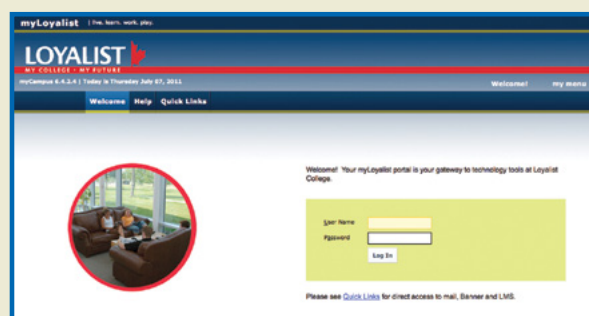 myLoyalist | live. learn. work. play.
LOYALIST
MY COLLEGE • MY FUTURE
myCampus 6.4.2.4 | Today is Thursday July 07, 2011
Welcome! my menu
Welcome Help Quick Links
Welcome! Your myLoyalist portal is your gateway to technology tools at Loyalist
College.
User Name
Password
Log In
Please see Quick Links for direct access to mail, Banner and LMS.